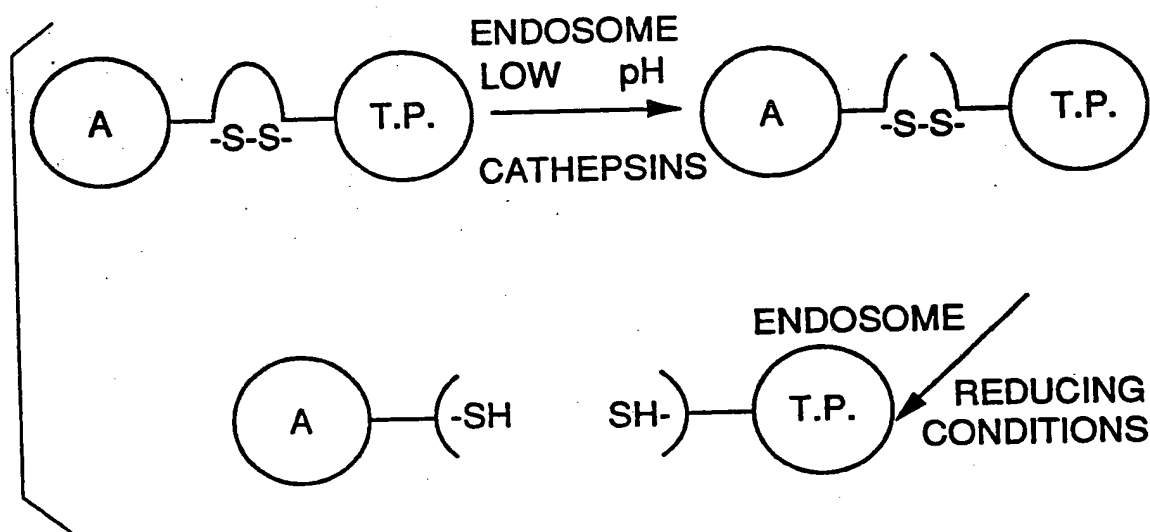 A
-S-S-
T.P.
ENDOSOME
LOW pH
CATHEPSINS
A
-S-S-
T.P.
ENDOSOME
REDUCING
CONDITIONS
A
-SH
SH-
T.P.